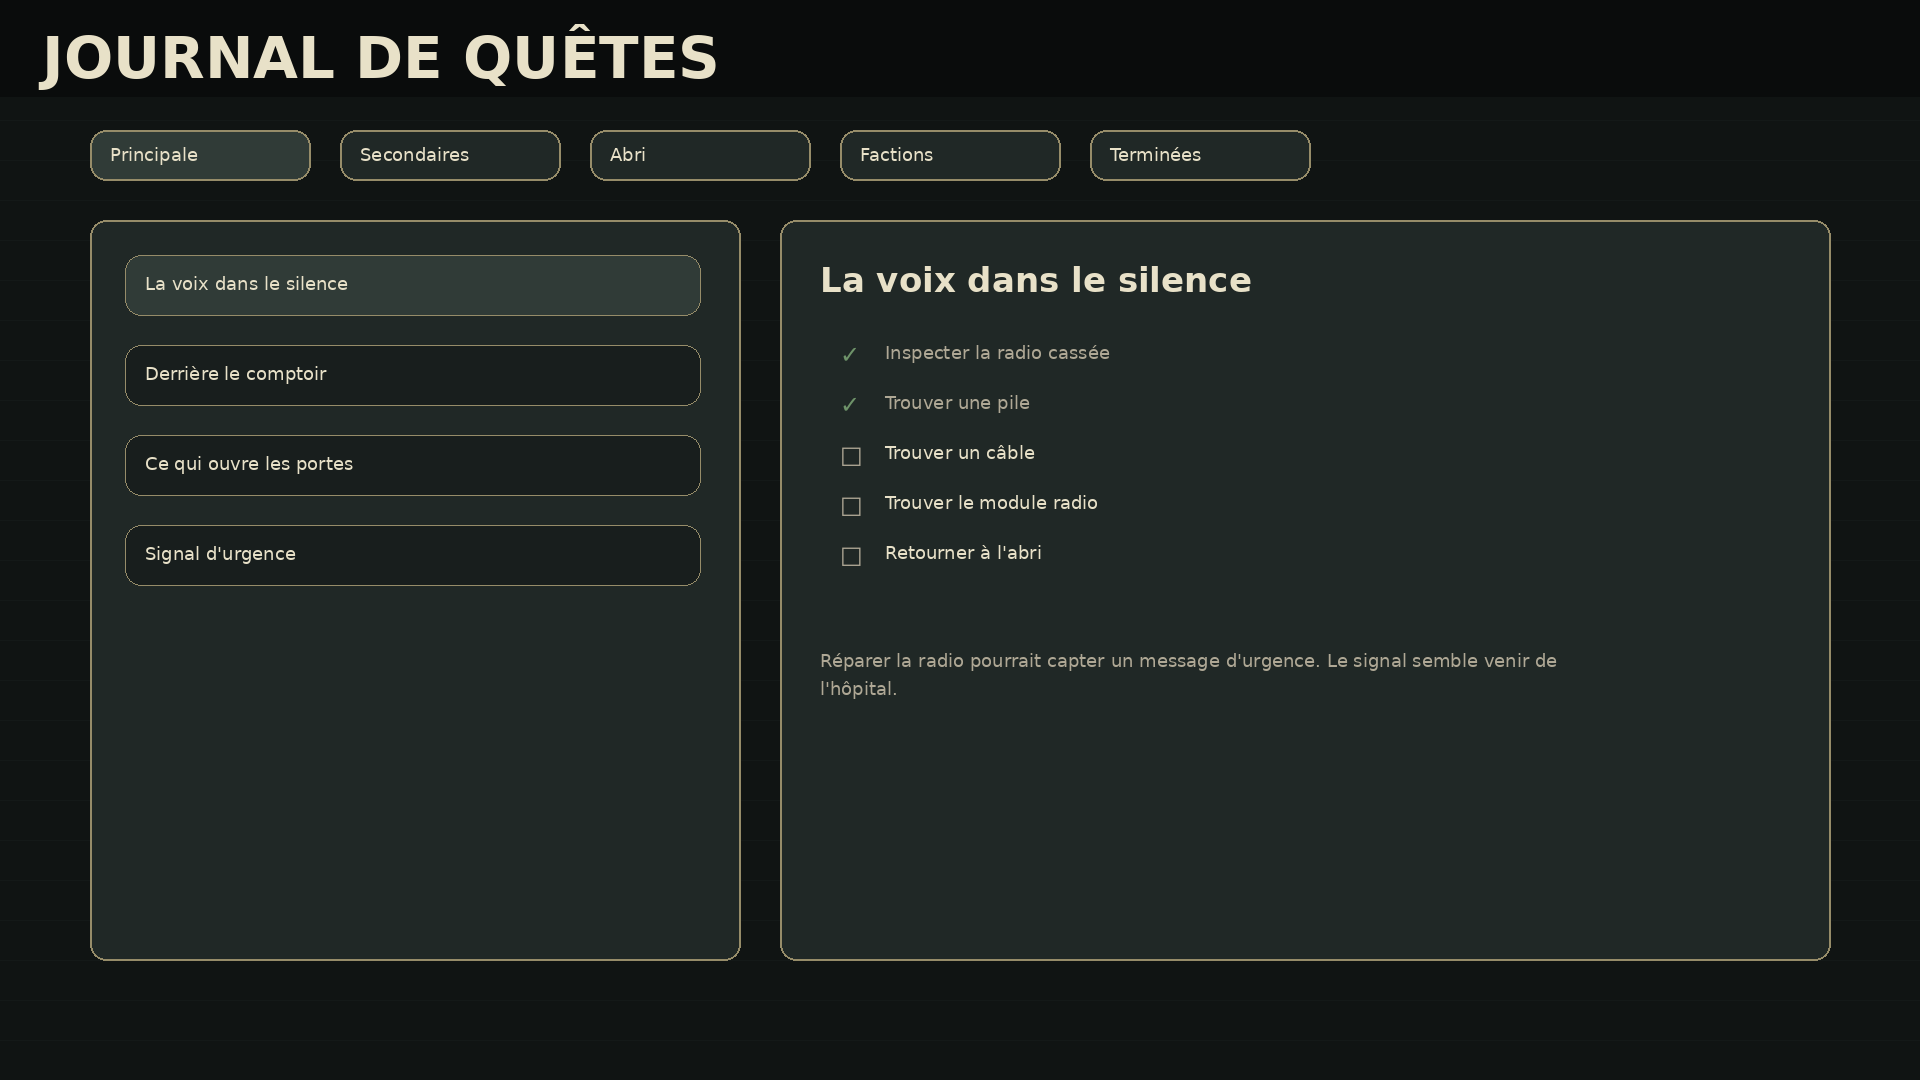 JOURNAL DE QUÊTES
Principale
Secondaires
Abri
Factions
Terminées
La voix dans le silence
Derrière le comptoir
Ce qui ouvre les portes
Signal d'urgence
La voix dans le silence
✓ Inspecter la radio cassée
✓ Trouver une pile
□ Trouver un câble
□ Trouver le module radio
□ Retourner à l'abri
Réparer la radio pourrait capter un message d'urgence. Le signal semble venir de
l'hôpital.